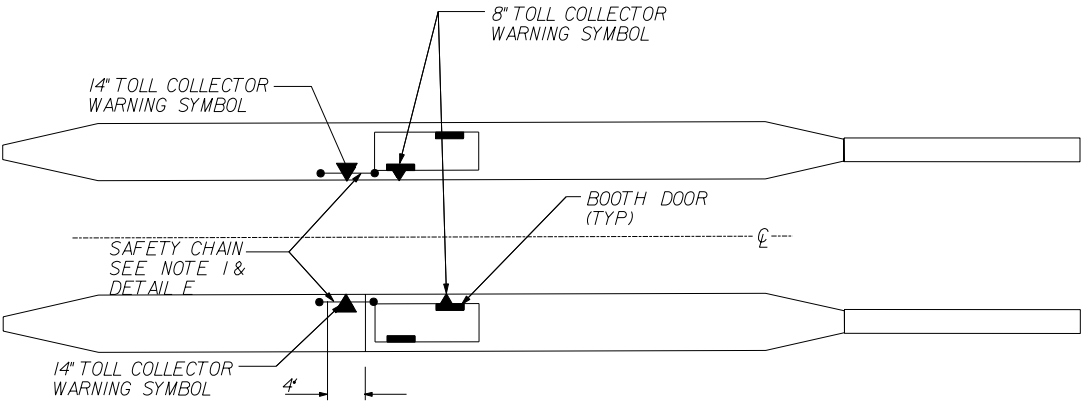 8" TOLL COLLECTOR
WARNING SYMBOL
14" TOLL COLLECTOR
WARNING SYMBOL
BOOTH DOOR
(TYP)
℄
SAFETY CHAIN
SEE NOTE 1 &
DETAIL E
14" TOLL COLLECTOR
WARNING SYMBOL
4'